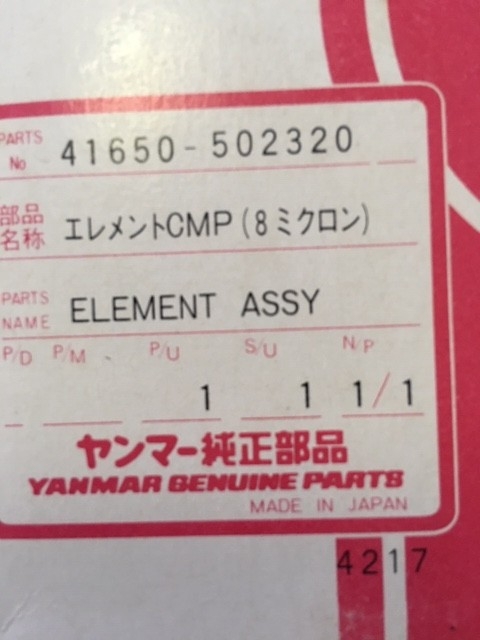 PARTS No 41650-502320
部品名称 エレメントCMP(8ミクロン)
PARTS NAME ELEMENT ASSY
P/D P/M P/U S/U N/P
1 1 1/1
ヤンマー純正部品
YANMAR GENUINE PARTS
MADE IN JAPAN
4217